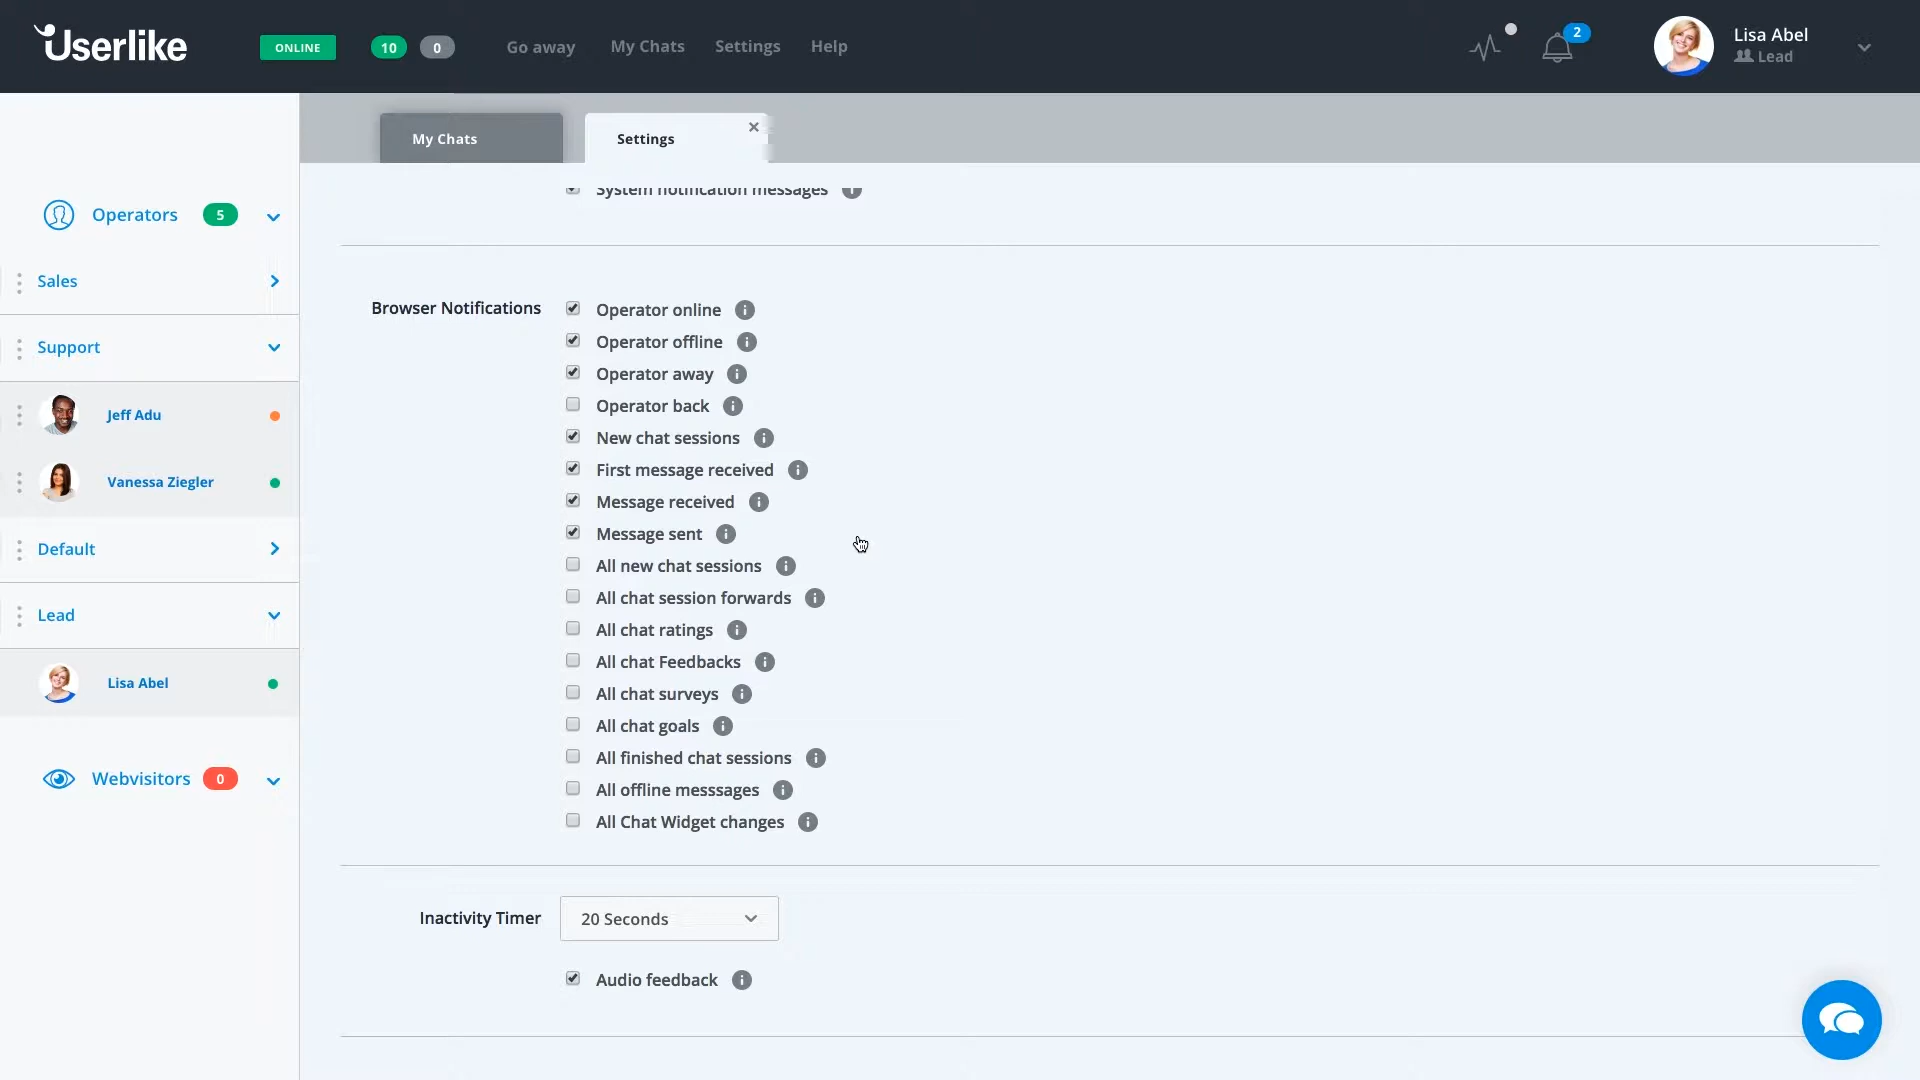 Userlike
ONLINE
10
0
Go away
My Chats
Settings
Help
2
Lisa Abel
Lead
My Chats
Settings
Operators
5
Sales
Support
Jeff Adu
Vanessa Ziegler
Default
Lead
Lisa Abel
Webvisitors
0
System notification messages
Browser Notifications
Operator online
Operator offline
Operator away
Operator back
New chat sessions
First message received
Message received
Message sent
All new chat sessions
All chat session forwards
All chat ratings
All chat Feedbacks
All chat surveys
All chat goals
All finished chat sessions
All offline messsages
All Chat Widget changes
Inactivity Timer
20 Seconds
Audio feedback